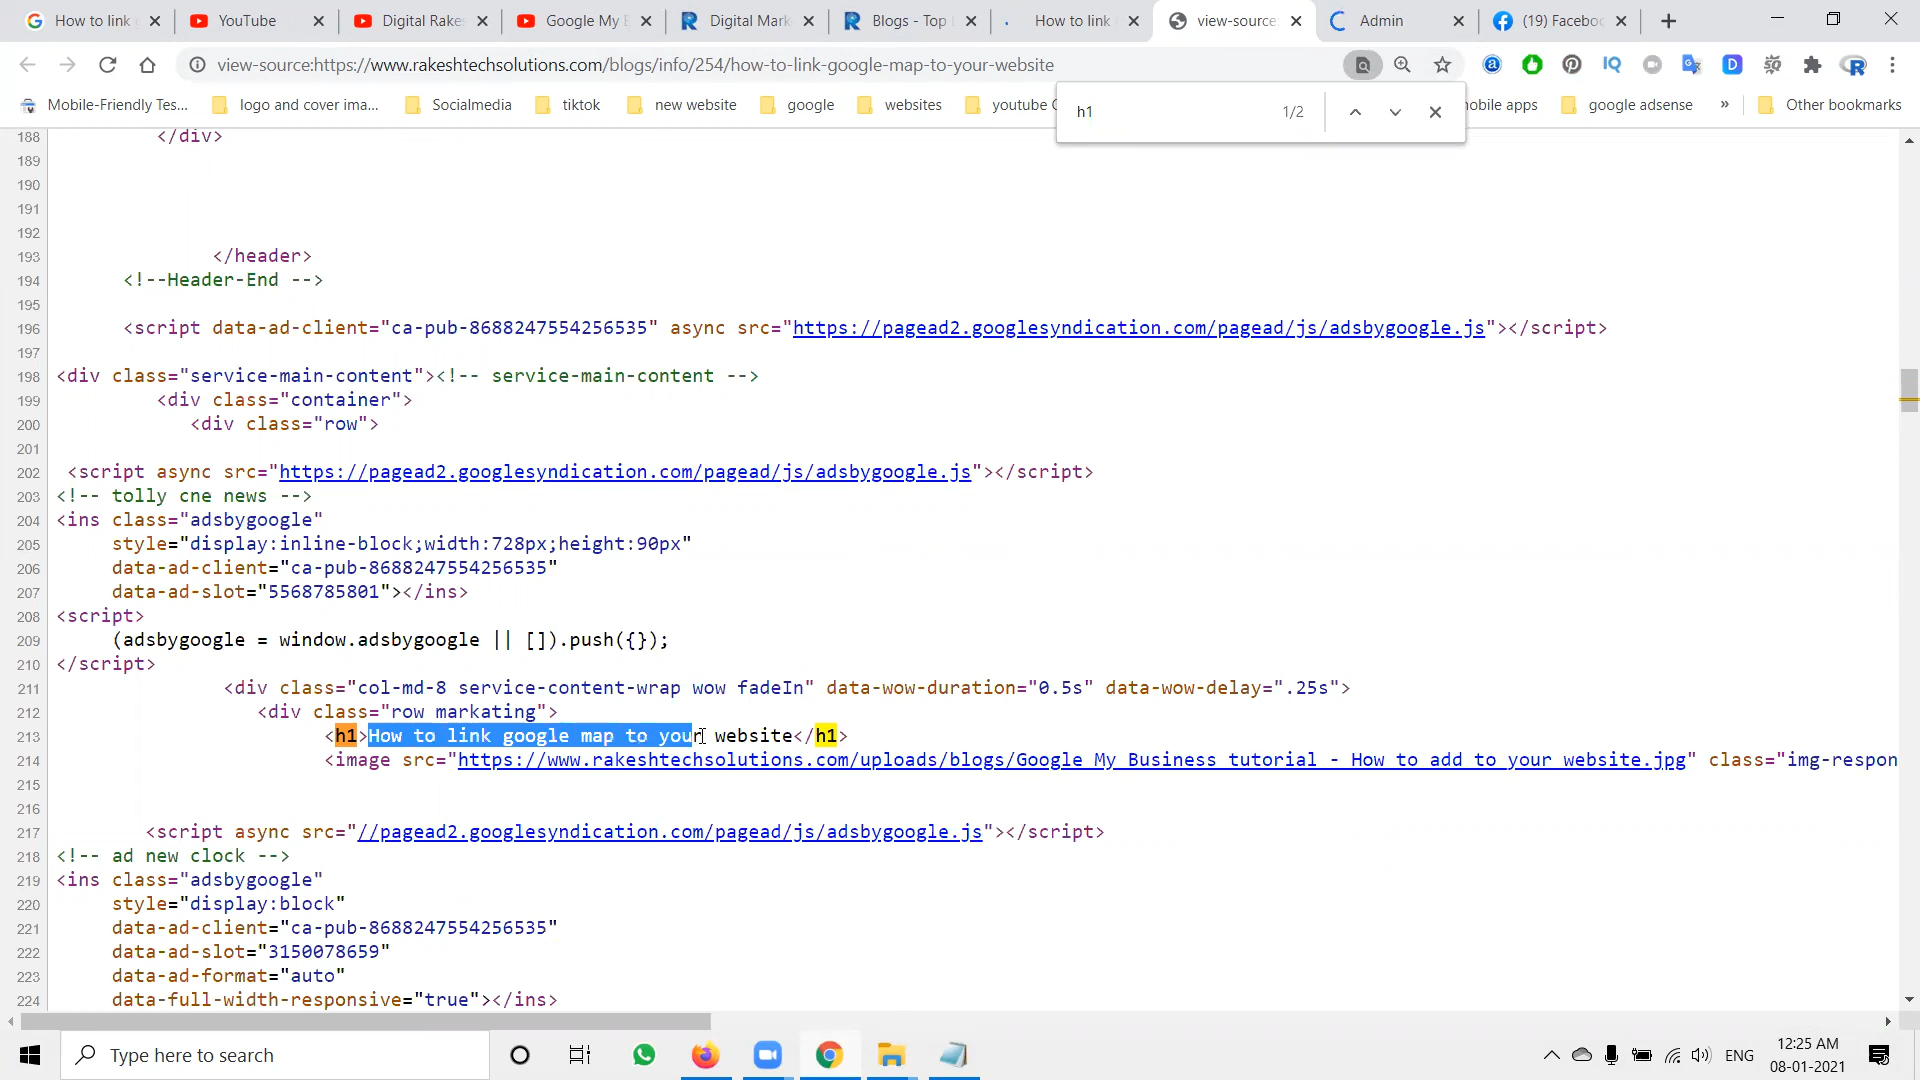 How to link
YouTube
Digital Rakes
Google My B
Digital Mark
Blogs - Top
How to link
view-source:
Admin
(19) Facebo
view-source:https://www.rakeshtechsolutions.com/blogs/info/254/how-to-link-google-map-to-your-website
Mobile-Friendly Tes...
logo and cover ima...
Socialmedia
tiktok
new website
google
websites
youtube C
mobile apps
google adsense
»
Other bookmarks
h1
1/2
188 </div>
189
190
191
192
193 </header>
194 <!--Header-End -->
195
196 <script data-ad-client="ca-pub-8688247554256535" async src="https://pagead2.googlesyndication.com/pagead/js/adsbygoogle.js"></script>
197
198 <div class="service-main-content"><!-- service-main-content -->
199 <div class="container">
200 <div class="row">
201
202 <script async src="https://pagead2.googlesyndication.com/pagead/js/adsbygoogle.js"></script>
203 <!-- tolly cne news -->
204 <ins class="adsbygoogle"
205 style="display:inline-block;width:728px;height:90px"
206 data-ad-client="ca-pub-8688247554256535"
207 data-ad-slot="5568785801"></ins>
208 <script>
209 (adsbygoogle = window.adsbygoogle || []).push({});
210 </script>
211 <div class="col-md-8 service-content-wrap wow fadeIn" data-wow-duration="0.5s" data-wow-delay=".25s">
212 <div class="row markating">
213 <h1>How to link google map to your website</h1>
214 <image src="https://www.rakeshtechsolutions.com/uploads/blogs/Google My Business tutorial - How to add to your website.jpg" class="img-respon
215
216
217 <script async src="//pagead2.googlesyndication.com/pagead/js/adsbygoogle.js"></script>
218 <!-- ad new clock -->
219 <ins class="adsbygoogle"
220 style="display:block"
221 data-ad-client="ca-pub-8688247554256535"
222 data-ad-slot="3150078659"
223 data-ad-format="auto"
224 data-full-width-responsive="true"></ins>
Type here to search
ENG
12:25 AM
08-01-2021